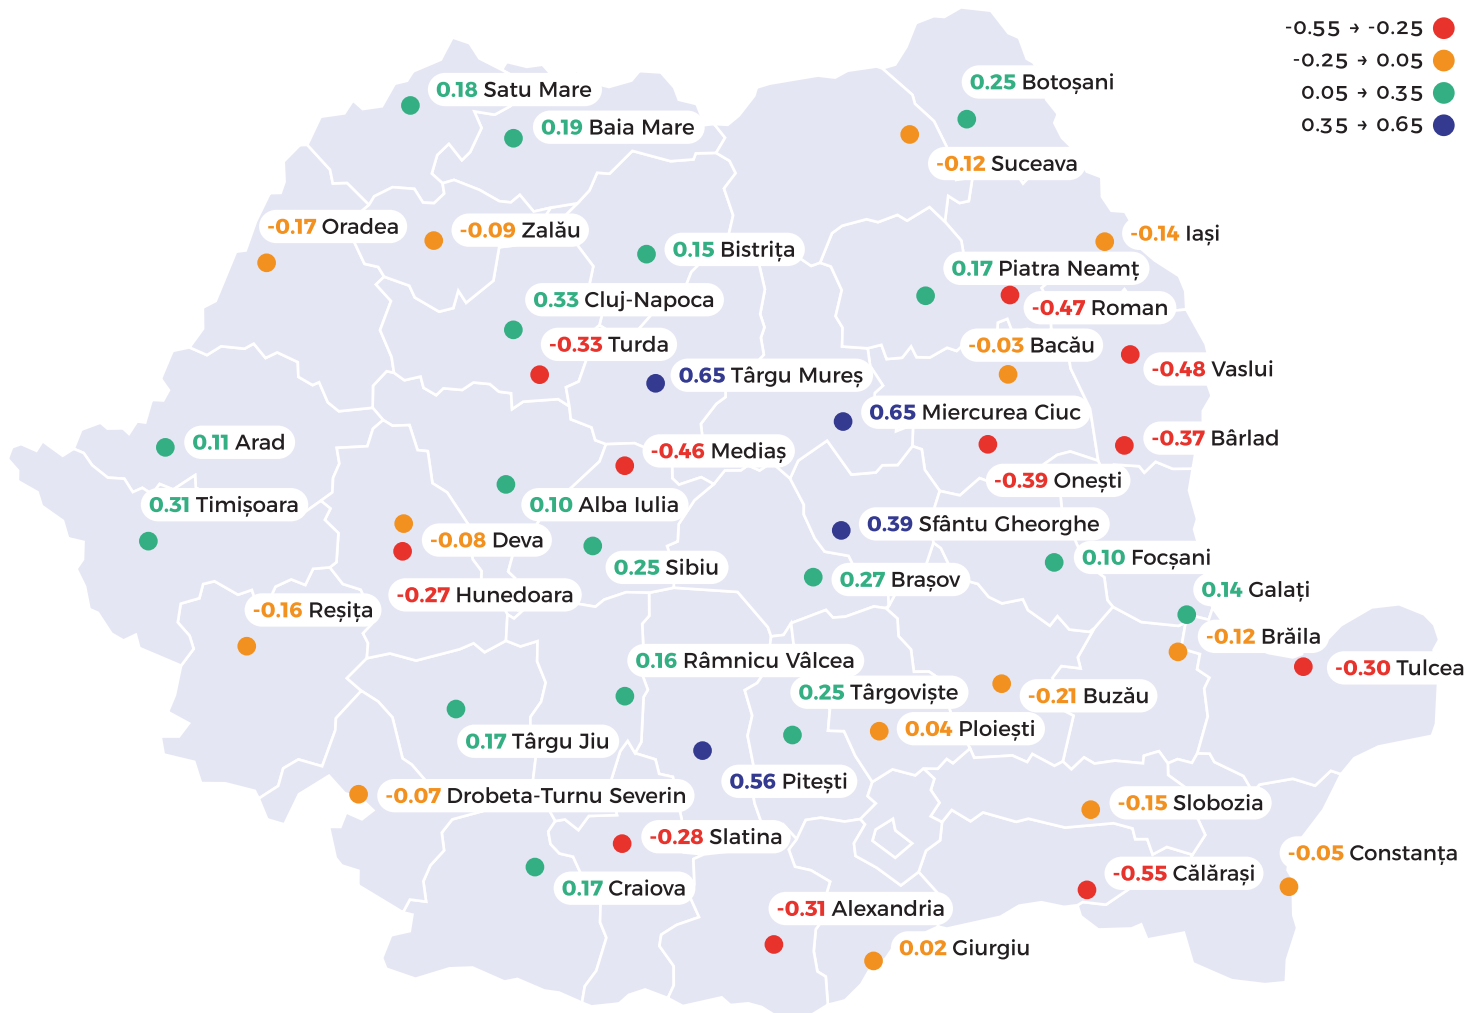 -0.55 → -0.25
-0.25 → 0.05
0.05 → 0.35
0.35 → 0.65
0.18 Satu Mare
0.25 Botoșani
0.19 Baia Mare
-0.12 Suceava
-0.17 Oradea
-0.09 Zalău
-0.14 Iași
0.15 Bistrița
0.17 Piatra Neamț
0.33 Cluj-Napoca
-0.47 Roman
-0.33 Turda
-0.03 Bacău
-0.48 Vaslui
0.65 Târgu Mureș
0.65 Miercurea Ciuc
-0.37 Bârlad
0.11 Arad
-0.46 Mediaș
-0.39 Onești
0.31 Timișoara
0.10 Alba Iulia
0.39 Sfântu Gheorghe
-0.08 Deva
0.10 Focșani
0.25 Sibiu
0.27 Brașov
0.14 Galați
-0.27 Hunedoara
-0.16 Reșița
-0.12 Brăila
0.16 Râmnicu Vâlcea
-0.30 Tulcea
0.25 Târgoviște
-0.21 Buzău
0.04 Ploiești
0.17 Târgu Jiu
0.56 Pitești
-0.07 Drobeta-Turnu Severin
-0.15 Slobozia
-0.28 Slatina
-0.05 Constanța
-0.55 Călărași
0.17 Craiova
-0.31 Alexandria
0.02 Giurgiu